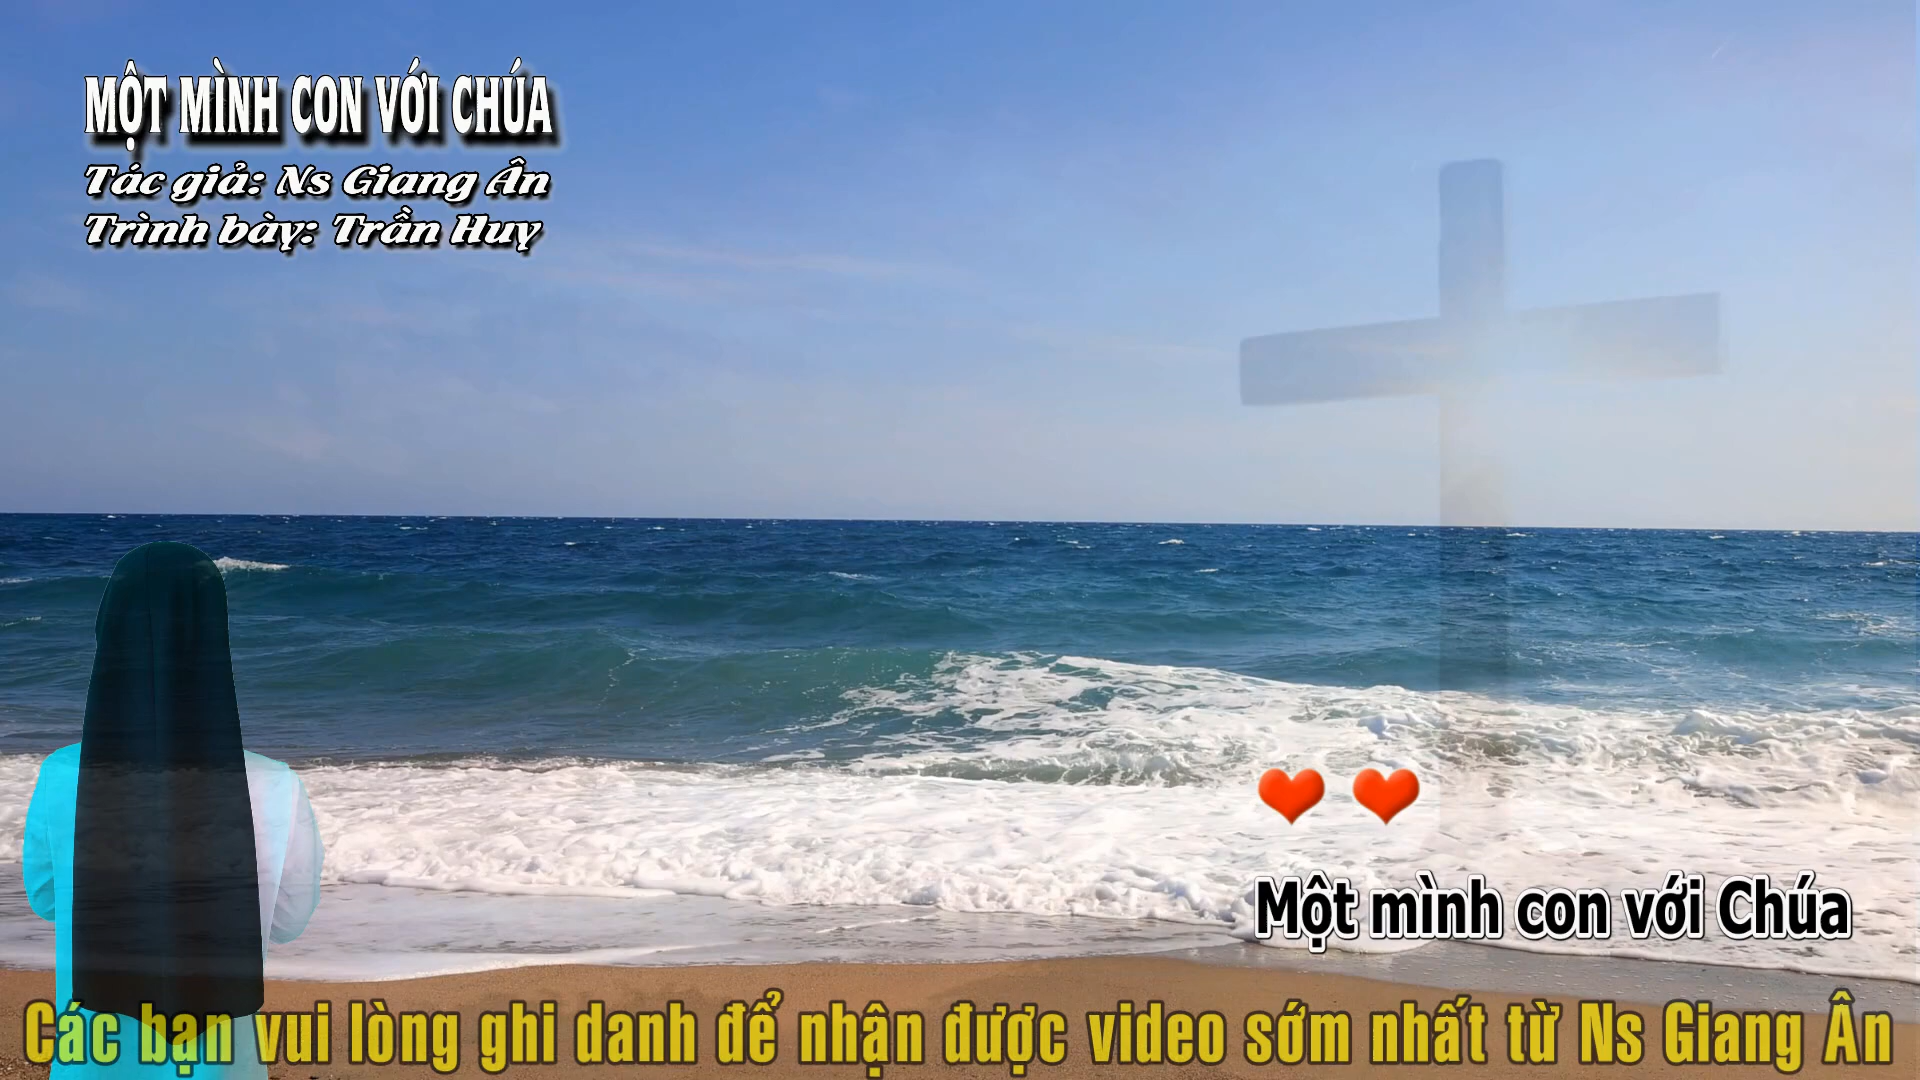 MỘT MÌNH CON VỚI CHÚA
Tác giả: Ns Giang Ân
Trình bày: Trần Huy
Một mình con với Chúa
Các bạn vui lòng ghi danh để nhận được video sớm nhất từ Ns Giang Ân